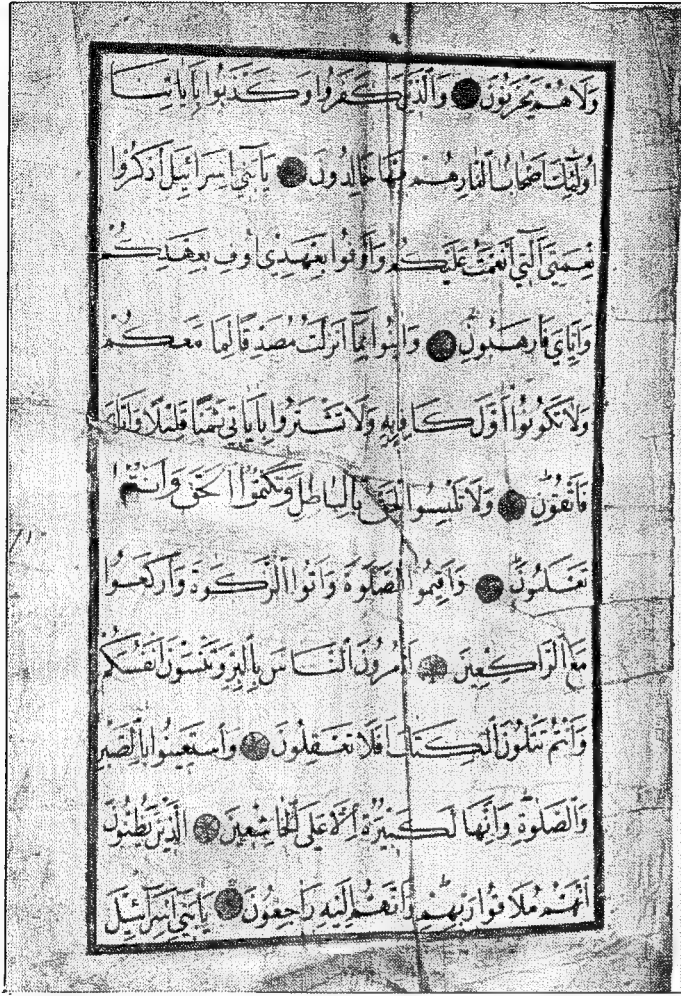 وَلَا هُمْ يَحْزَنُونَ وَالَّذِينَ كَفَرُوا وَكَذَّبُوا بِآيَاتِنَا
أُولَٰئِكَ أَصْحَابُ النَّارِ هُمْ فِيهَا خَالِدُونَ يَابَنِي إِسْرَائِيلَ اذْكُرُوا
نِعْمَتِيَ الَّتِي أَنْعَمْتُ عَلَيْكُمْ وَأَوْفُوا بِعَهْدِي أُوفِ بِعَهْدِكُمْ
وَإِيَّايَ فَارْهَبُونِ وَآمِنُوا بِمَا أَنْزَلْتُ مُصَدِّقًا لِمَا مَعَكُمْ
وَلَا تَكُونُوا أَوَّلَ كَافِرٍ بِهِ وَلَا تَشْتَرُوا بِآيَاتِي ثَمَنًا قَلِيلًا وَإِيَّايَ
فَاتَّقُونِ وَلَا تَلْبِسُوا الْحَقَّ بِالْبَاطِلِ وَتَكْتُمُوا الْحَقَّ وَأَنْتُمْ
تَعْلَمُونَ وَأَقِيمُوا الصَّلَوٰةَ وَآتُوا الزَّكَوٰةَ وَارْكَعُوا
مَعَ الرَّاكِعِينَ أَتَأْمُرُونَ النَّاسَ بِالْبِرِّ وَتَنْسَوْنَ أَنْفُسَكُمْ
وَأَنْتُمْ تَتْلُونَ الْكِتَابَ أَفَلَا تَعْقِلُونَ وَاسْتَعِينُوا بِالصَّبْرِ
وَالصَّلَوٰةِ وَإِنَّهَا لَكَبِيرَةٌ إِلَّا عَلَى الْخَاشِعِينَ الَّذِينَ يَظُنُّونَ
أَنَّهُمْ مُلَاقُوا رَبِّهِمْ وَأَنَّهُمْ إِلَيْهِ رَاجِعُونَ يَابَنِي إِسْرَائِيلَ